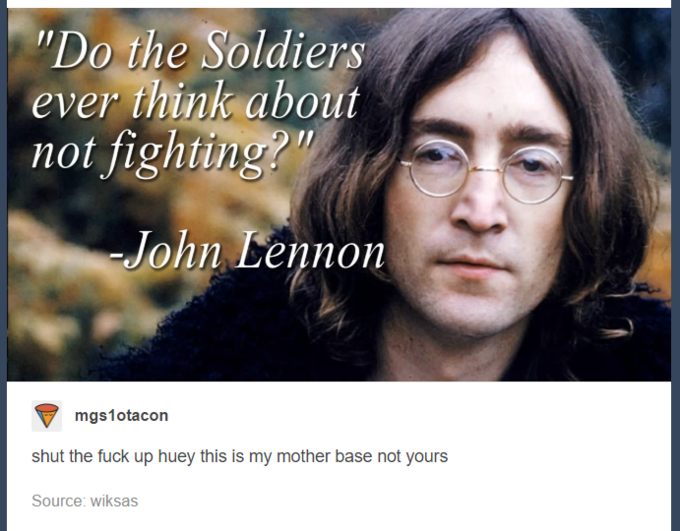 "Do the Soldiers
ever think about
not fighting?"
-John Lennon
mgs1otacon
shut the fuck up huey this is my mother base not yours
Source: wiksas